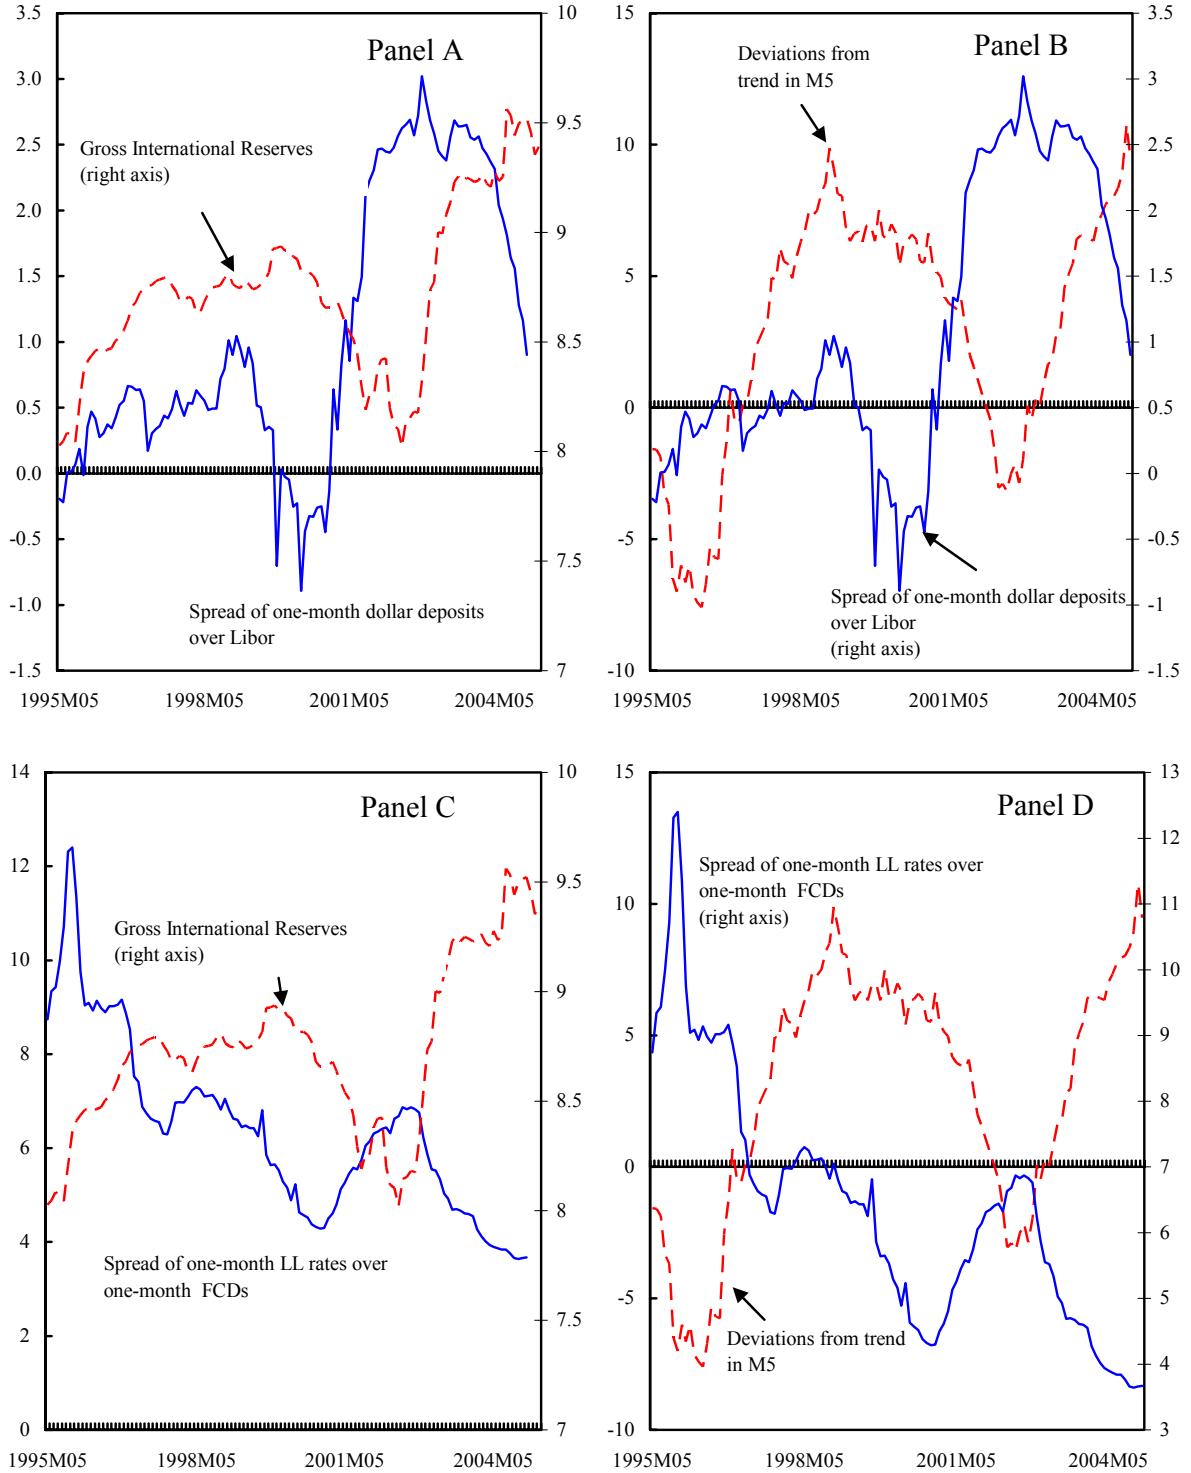 Panel A
3.5
3.0
2.5
2.0
1.5
1.0
0.5
0.0
-0.5
-1.0
-1.5
10
9.5
9
8.5
8
7.5
7
Gross International Reserves
(right axis)
Spread of one-month dollar deposits
over Libor
1995M05
1998M05
2001M05
2004M05
Panel B
15
10
5
0
-5
-10
3.5
3
2.5
2
1.5
1
0.5
0
-0.5
-1
-1.5
Deviations from
trend in M5
Spread of one-month dollar deposits
over Libor
(right axis)
1995M05
1998M05
2001M05
2004M05
Panel C
14
12
10
8
6
4
2
0
10
9.5
9
8.5
8
7.5
7
Gross International Reserves
(right axis)
Spread of one-month LL rates over
one-month FCDs
1995M05
1998M05
2001M05
2004M05
Panel D
15
10
5
0
-5
-10
13
12
11
10
9
8
7
6
5
4
3
Spread of one-month LL rates over
one-month FCDs
(right axis)
Deviations from trend
in M5
1995M05
1998M05
2001M05
2004M05